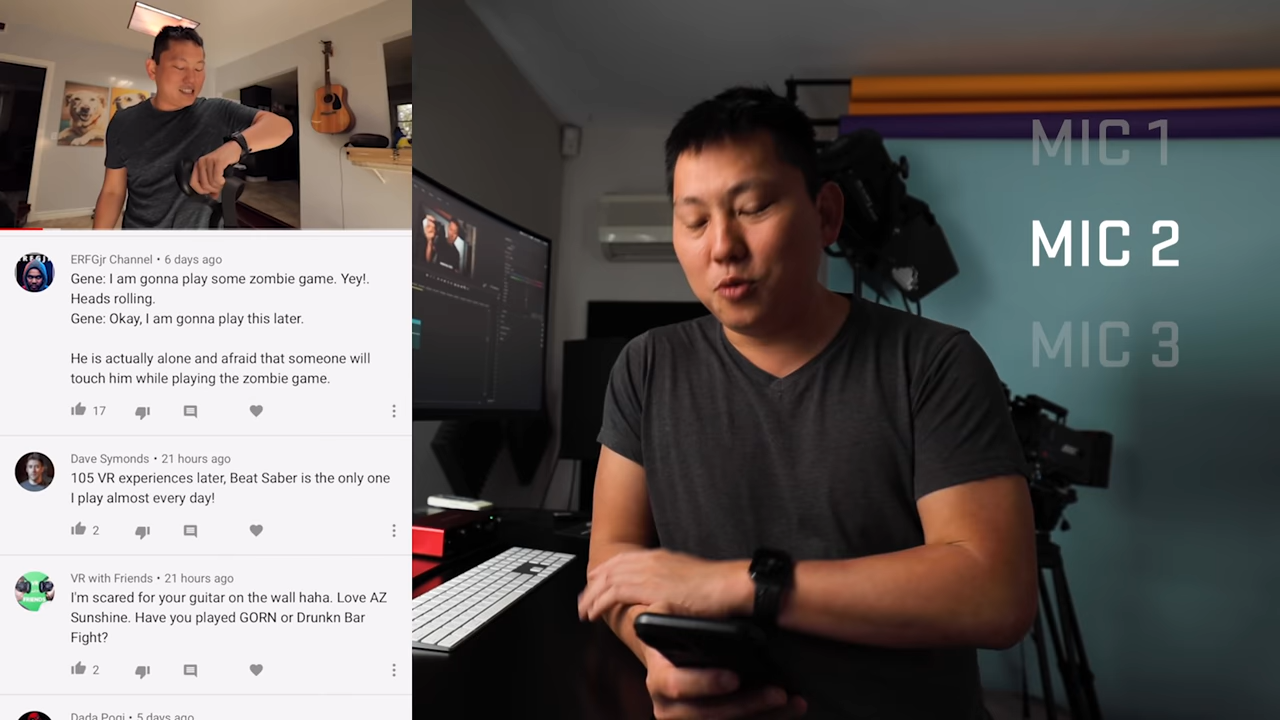 ERFGjr Channel • 6 days ago
Gene: I am gonna play some zombie game. Yey!.
Heads rolling.
Gene: Okay, I am gonna play this later.
He is actually alone and afraid that someone will
touch him while playing the zombie game.
17
Dave Symonds • 21 hours ago
105 VR experiences later, Beat Saber is the only one
I play almost every day!
2
VR with Friends • 21 hours ago
I'm scared for your guitar on the wall haha. Love AZ
Sunshine. Have you played GORN or Drunkn Bar
Fight?
2
Dada Pogi • 5 days ago
MIC 1
MIC 2
MIC 3